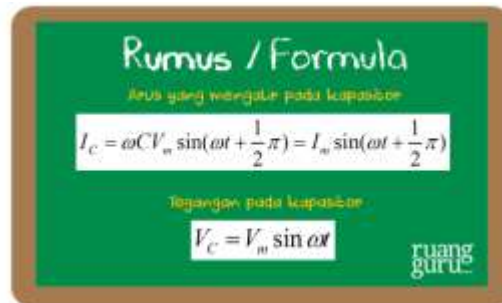 Rumus / Formula
Arus yang mengalir pada kapasitor
I_C = ωCV_m sin(ωt + 1/2 π) = I_m sin(ωt + 1/2 π)
Tegangan pada kapasitor
V_C = V_m sin ωt
ruang
guru